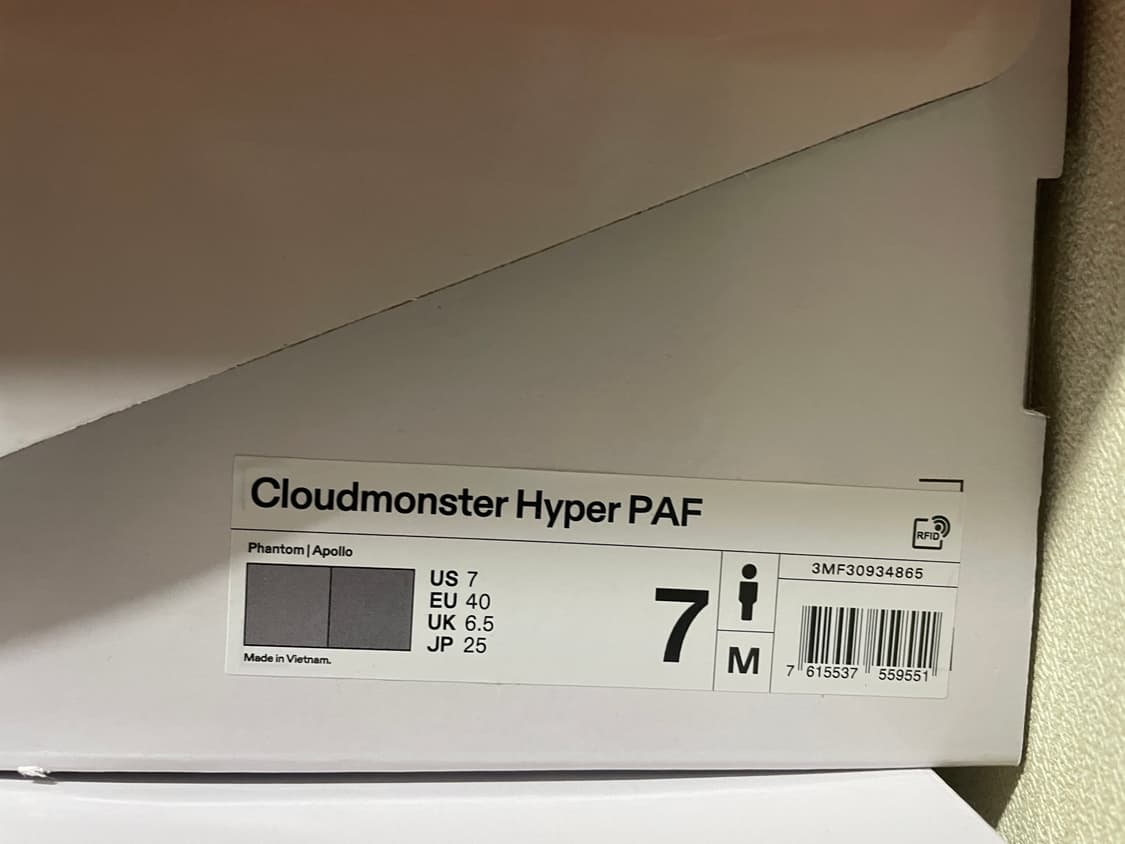 Cloudmonster Hyper PAF
RFID
Phantom | Apollo
US 7
EU 40
UK 6.5
JP 25
Made in Vietnam.
7
M
3MF30934865
7 615537 559551